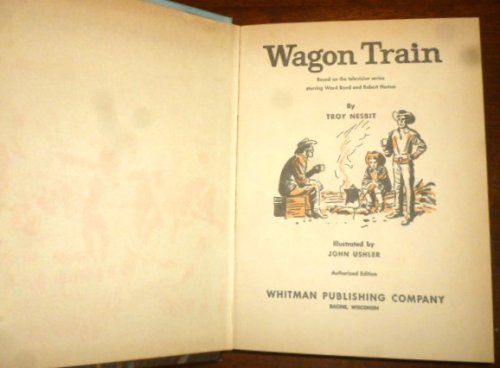 Wagon Train
Based on the television series
starring Ward Bond and Robert Horton
By
TROY NESBIT
Illustrated by
JOHN USHLER
Authorized Edition
WHITMAN PUBLISHING COMPANY
RACINE, WISCONSIN